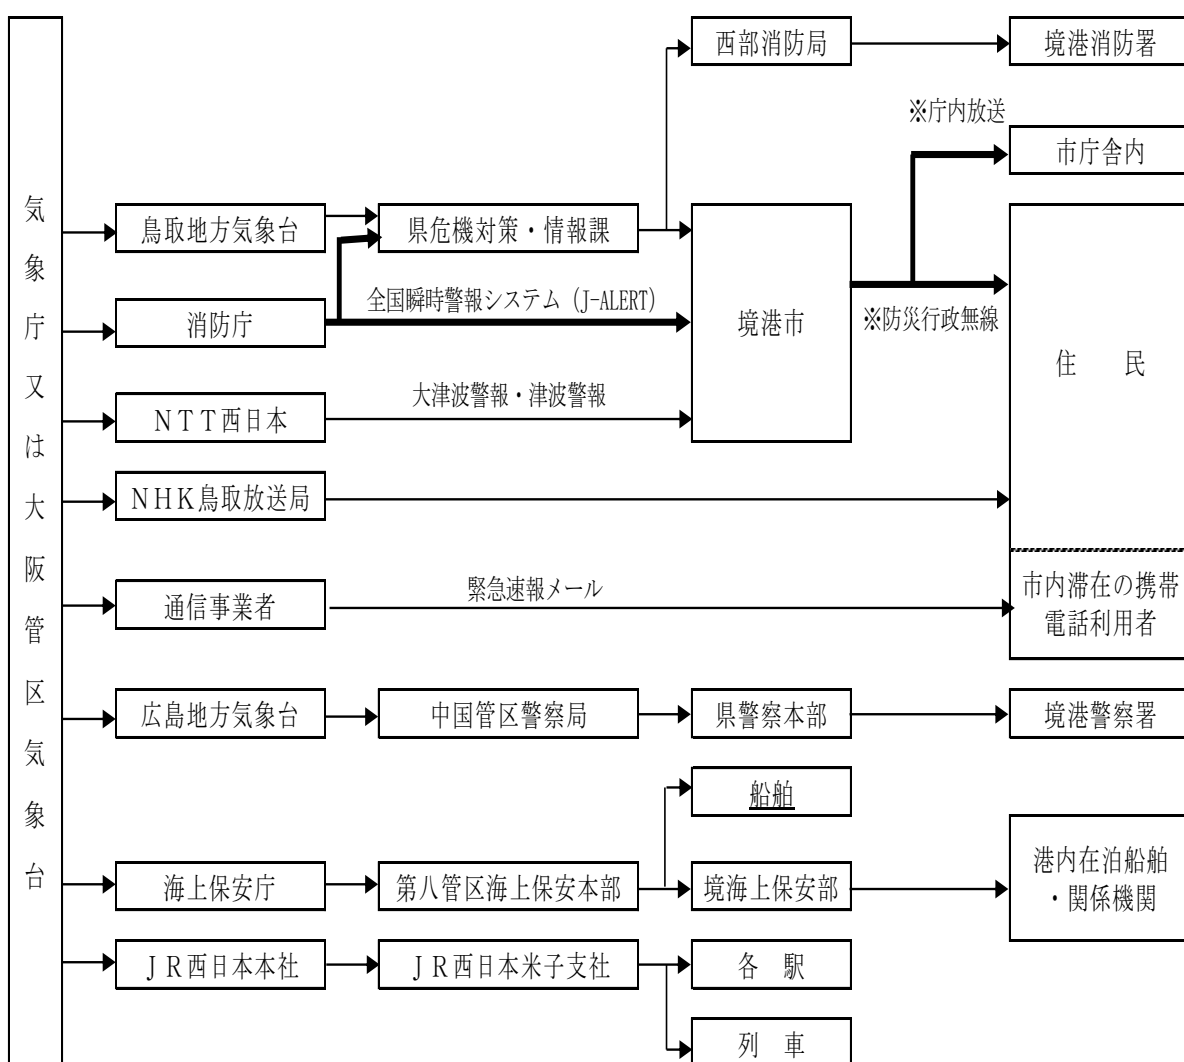 気象庁又は大阪管区気象台
西部消防局
境港消防署
※庁内放送
市庁舎内
鳥取地方気象台
県危機対策・情報課
消防庁
全国瞬時警報システム（J-ALERT）
境港市
※防災行政無線
住　　民
大津波警報・津波警報
ＮＴＴ西日本
ＮＨＫ鳥取放送局
通信事業者
緊急速報メール
市内滞在の携帯
電話利用者
広島地方気象台
中国管区警察局
県警察本部
境港警察署
船舶
海上保安庁
第八管区海上保安本部
境海上保安部
港内在泊船舶
・関係機関
ＪＲ西日本本社
ＪＲ西日本米子支社
各　駅
列　車